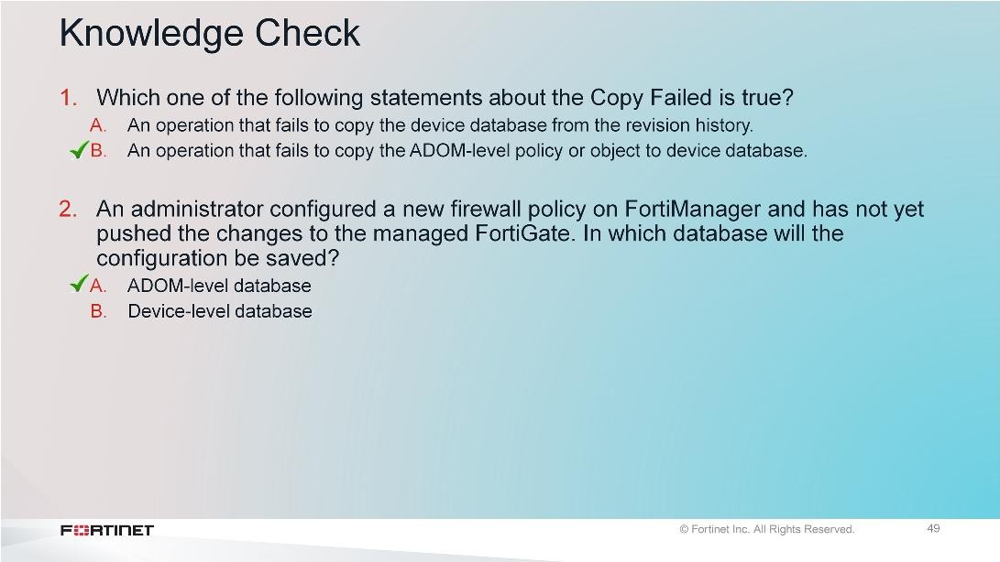 Knowledge Check
1. Which one of the following statements about the Copy Failed is true?
A. An operation that fails to copy the device database from the revision history.
B. An operation that fails to copy the ADOM-level policy or object to device database.
2. An administrator configured a new firewall policy on FortiManager and has not yet
pushed the changes to the managed FortiGate. In which database will the
configuration be saved?
A. ADOM-level database
B. Device-level database
FORTINET
© Fortinet Inc. All Rights Reserved.
49